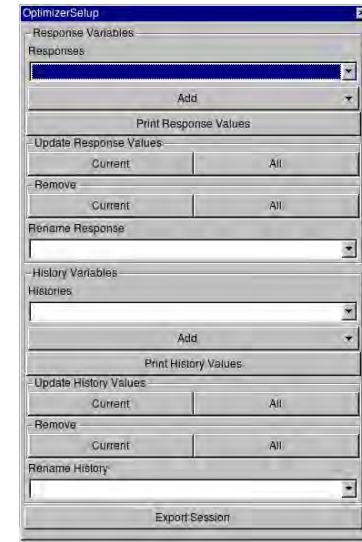 OptimizerSetup
Response Variables
Responses
Add
Print Response Values
Update Response Values
Current All
Remove
Current All
Rename Response
History Variables
Histories
Add
Print History Values
Update History Values
Current All
Remove
Current All
Rename History
Export Session